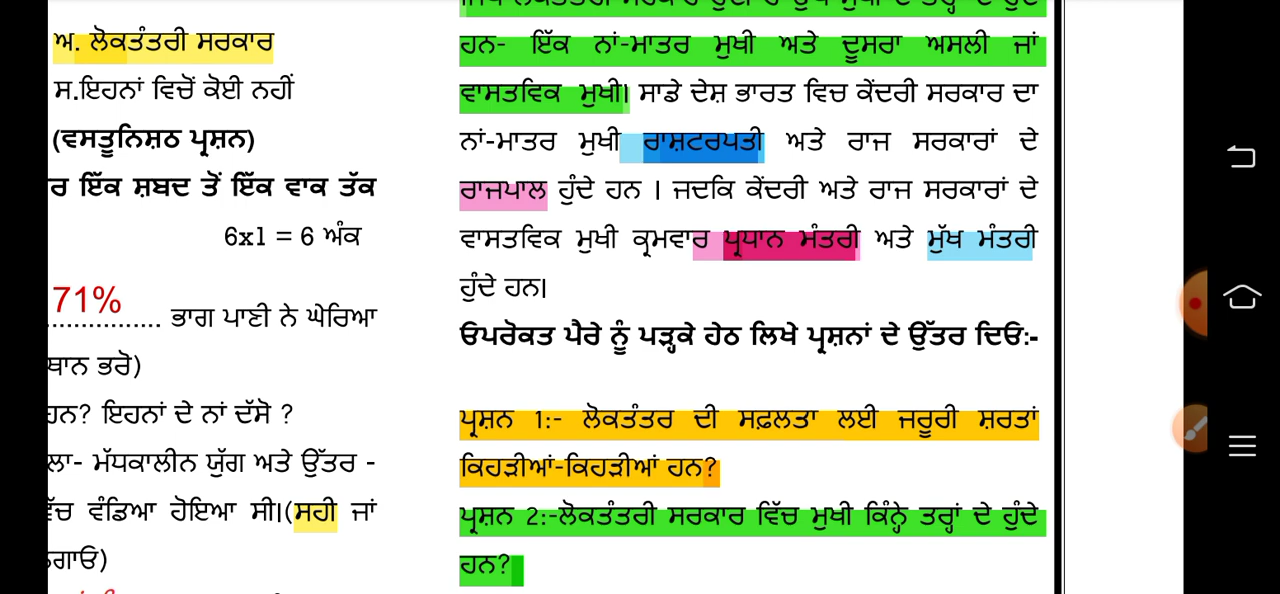 ਅ. ਲੋਕਤੰਤਰੀ ਸਰਕਾਰ
ਸ.ਇਹਨਾਂ ਵਿਚੋਂ ਕੋਈ ਨਹੀਂ
(ਵਸਤੂਨਿਸ਼ਠ ਪ੍ਰਸ਼ਨ)
ਰ ਇੱਕ ਸ਼ਬਦ ਤੋਂ ਇੱਕ ਵਾਕ ਤੱਕ
6x1 = 6 ਅੰਕ
71%
................. ਭਾਗ ਪਾਣੀ ਨੇ ਘੇਰਿਆ
ਥਾਨ ਭਰੋ)
ਹਨ? ਇਹਨਾਂ ਦੇ ਨਾਂ ਦੱਸੋ ?
ਲਾ- ਮੱਧਕਾਲੀਨ ਯੁੱਗ ਅਤੇ ਉੱਤਰ -
ਵੱਚ ਵੰਡਿਆ ਹੋਇਆ ਸੀ।(ਸਹੀ ਜਾਂ
ਗਾਓ)
ਹਨ- ਇੱਕ ਨਾਂ-ਮਾਤਰ ਮੁਖੀ ਅਤੇ ਦੂਸਰਾ ਅਸਲੀ ਜਾਂ
ਵਾਸਤਵਿਕ ਮੁਖੀ। ਸਾਡੇ ਦੇਸ਼ ਭਾਰਤ ਵਿਚ ਕੇਂਦਰੀ ਸਰਕਾਰ ਦਾ
ਨਾਂ-ਮਾਤਰ ਮੁਖੀ ਰਾਸ਼ਟਰਪਤੀ ਅਤੇ ਰਾਜ ਸਰਕਾਰਾਂ ਦੇ
ਰਾਜਪਾਲ ਹੁੰਦੇ ਹਨ । ਜਦਕਿ ਕੇਂਦਰੀ ਅਤੇ ਰਾਜ ਸਰਕਾਰਾਂ ਦੇ
ਵਾਸਤਵਿਕ ਮੁਖੀ ਕ੍ਰਮਵਾਰ ਪ੍ਰਧਾਨ ਮੰਤਰੀ ਅਤੇ ਮੁੱਖ ਮੰਤਰੀ
ਹੁੰਦੇ ਹਨ।
ਓਪਰੋਕਤ ਪੈਰੇ ਨੂੰ ਪੜ੍ਹਕੇ ਹੇਠ ਲਿਖੇ ਪ੍ਰਸ਼ਨਾਂ ਦੇ ਉੱਤਰ ਦਿਓ:-
ਪ੍ਰਸ਼ਨ 1:- ਲੋਕਤੰਤਰ ਦੀ ਸਫ਼ਲਤਾ ਲਈ ਜਰੂਰੀ ਸ਼ਰਤਾਂ
ਕਿਹੜੀਆਂ-ਕਿਹੜੀਆਂ ਹਨ?
ਪ੍ਰਸ਼ਨ 2:-ਲੋਕਤੰਤਰੀ ਸਰਕਾਰ ਵਿੱਚ ਮੁਖੀ ਕਿੰਨ੍ਹੇ ਤਰ੍ਹਾਂ ਦੇ ਹੁੰਦੇ
ਹਨ?